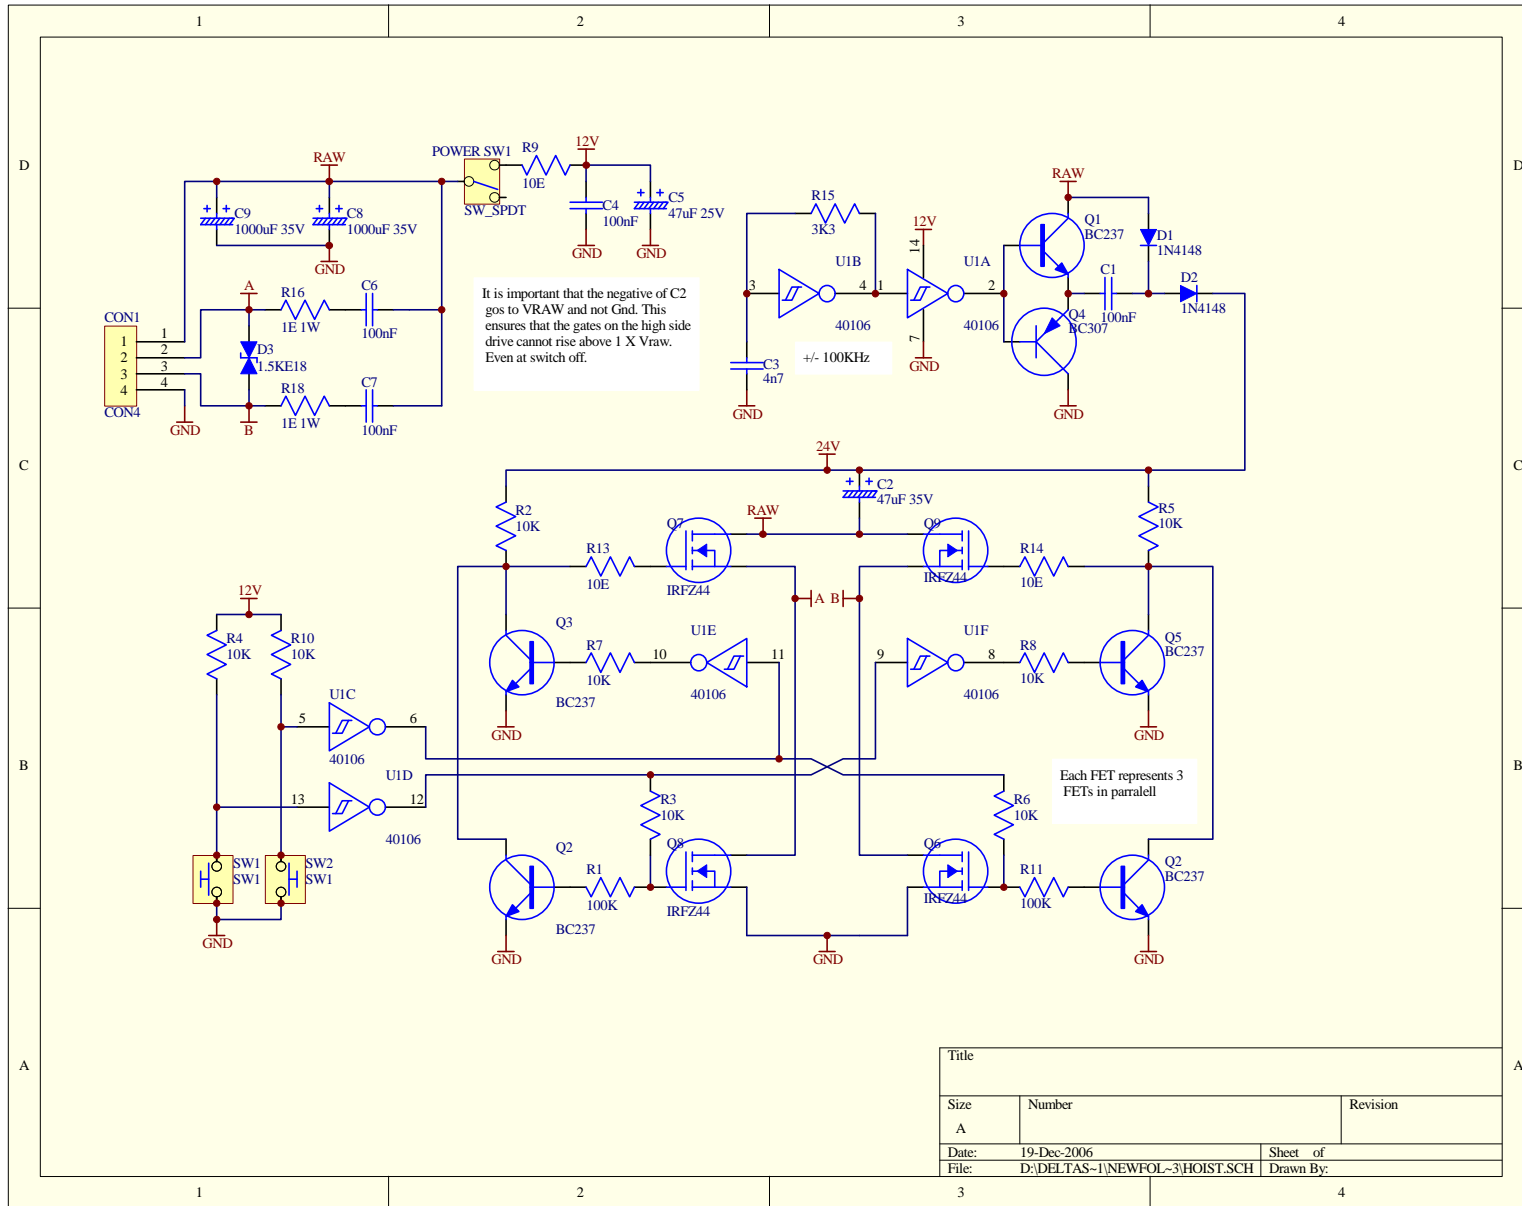 1 2 3 4
D D
POWER SW1
SW_SPDT
R9
10E
12V
RAW
C9
1000uF 35V
C8
1000uF 35V
GND
C4
100nF
C5
47uF 25V
GND GND
It is important that the negative of C2
gos to VRAW and not Gnd. This
ensures that the gates on the high side
drive cannot rise above 1 X Vraw.
Even at switch off.
A
R16
1E 1W
C6
100nF
CON1
1 1
2 2
3 3
4 4
CON4
D3
1.5KE18
R18
1E 1W
C7
100nF
GND B
R15
3K3
U1B
3 4
40106
12V
14
U1A
1 2
40106
7
GND
C3
4n7
GND
+/- 100KHz
RAW
Q1
BC237
D1
1N4148
C1
100nF
D2
1N4148
Q4
BC307
GND
C C
24V
C2
47uF 35V
R2
10K
R5
10K
Q7
IRFZ44
RAW
Q9
IRFZ44
R13
10E
R14
10E
A B
12V
R4
10K
R10
10K
Q3
BC237
R7
10K
10 U1E 11
9 U1F 8
40106
R8
10K
Q5
BC237
GND GND
U1C
5 6
40106
U1D
13 12
40106
B B
Each FET represents 3
FETs in parralell
R3
10K
R6
10K
SW1
SW1
SW2
SW1
Q2
BC237
R1
100K
Q8
IRFZ44
Q6
IRFZ44
R11
100K
Q2
BC237
GND GND GND GND
A A
Title
Size Number Revision
A
Date: 19-Dec-2006 Sheet of
File: D:\DELTAS~1\NEWFOL~3\HOIST.SCH Drawn By:
1 2 3 4